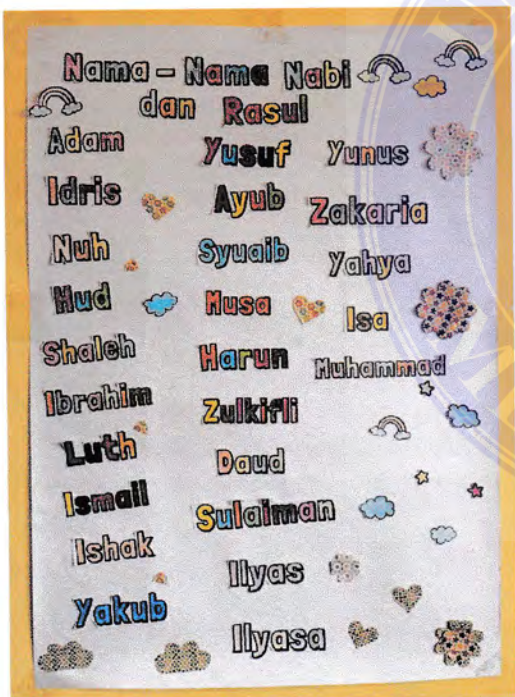 Nama - Nama Nabi
dan Rasul
Adam
Idris
Nuh
Hud
Shaleh
Ibrahim
Luth
Ismail
Ishak
Yakub
Yusuf
Ayub
Syuaib
Musa
Harun
Zulkifli
Daud
Sulaiman
Ilyas
Ilyasa
Yunus
Zakaria
Yahya
Isa
Muhammad